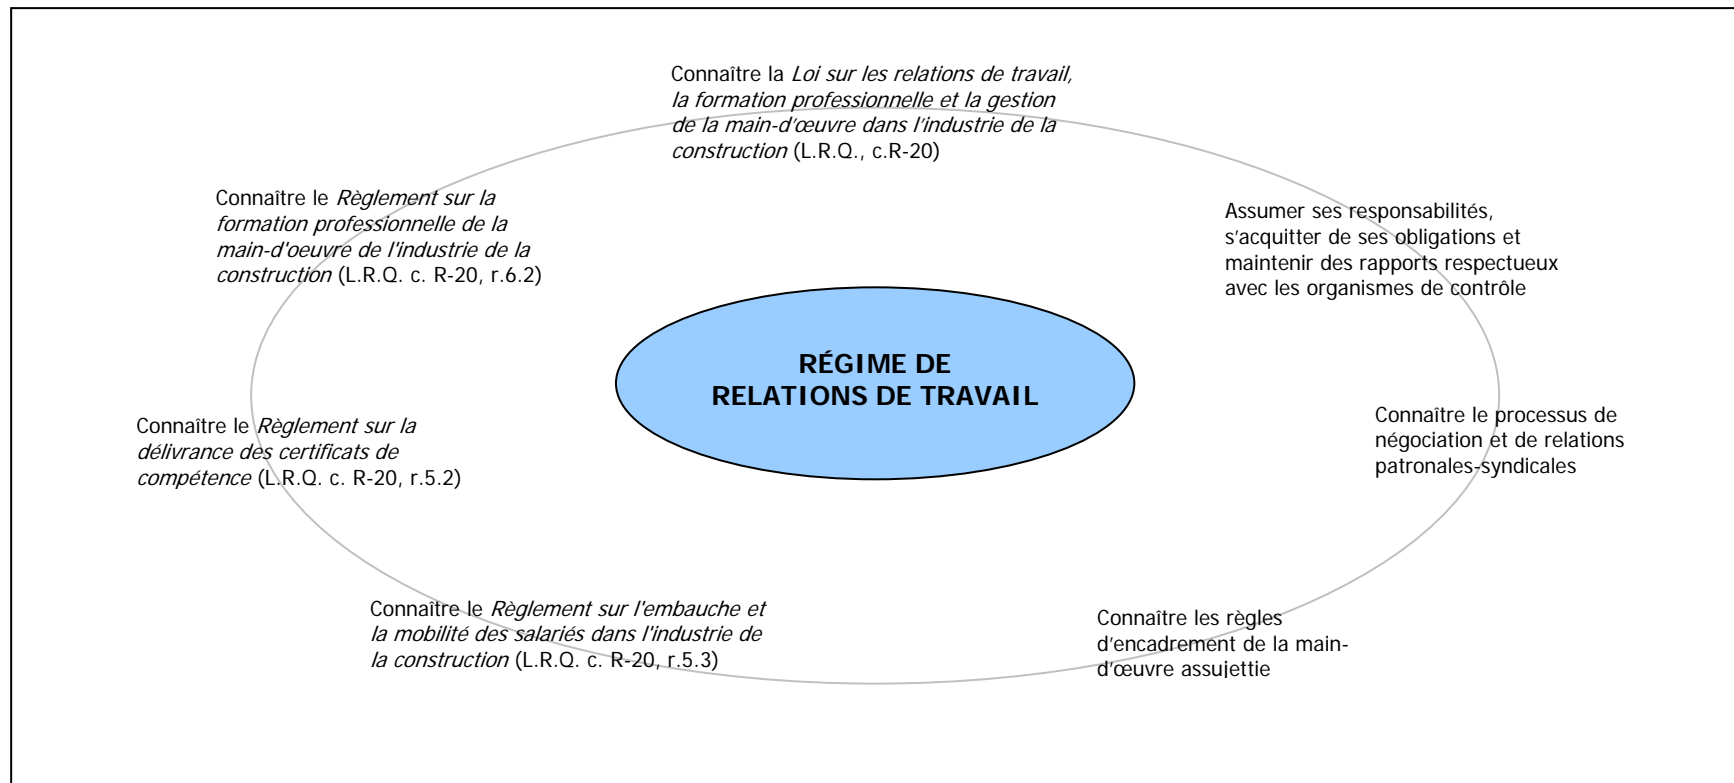 Connaître la Loi sur les relations de travail,
la formation professionnelle et la gestion
de la main-d'œuvre dans l'industrie de la
construction (L.R.Q., c.R-20)
Connaître le Règlement sur la
formation professionnelle de la
main-d'oeuvre de l'industrie de la
construction (L.R.Q. c. R-20, r.6.2)
Assumer ses responsabilités,
s'acquitter de ses obligations et
maintenir des rapports respectueux
avec les organismes de contrôle
RÉGIME DE
RELATIONS DE TRAVAIL
Connaître le Règlement sur la
délivrance des certificats de
compétence (L.R.Q. c. R-20, r.5.2)
Connaître le processus de
négociation et de relations
patronales-syndicales
Connaître le Règlement sur l'embauche et
la mobilité des salariés dans l'industrie de
la construction (L.R.Q. c. R-20, r.5.3)
Connaître les règles
d'encadrement de la main-
d'œuvre assujettie